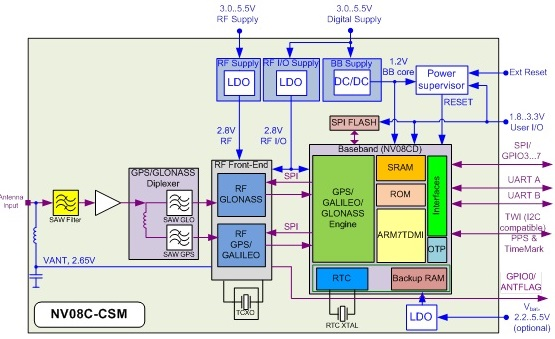 3.0..5.5V
RF Supply
3.0..5.5V
Digital Supply
RF Supply
LDO
RF I/O Supply
LDO
BB Supply
DC/DC
1.2V
BB core
Power
supervisor
RESET
Ext Reset
1.8..3.3V
User I/O
SPI FLASH
2.8V
RF
2.8V
RF I/O
Antenna
Input
SAW Filter
GPS/GLONASS
Diplexer
SAW GLO
SAW GPS
RF Front-End
RF
GLONASS
RF
GPS/
GALILEO
SPI
SPI
Baseband (NV08CD)
GPS/
GALILEO/
GLONASS
Engine
SRAM
ROM
ARM7TDMI
Interfaces
OTP
RTC
Backup RAM
SPI/
GPIO3...7
UART A
UART B
TWI (I2C
compatible)
PPS &
TimeMark
GPIO0/
ANTFLAG
VANT, 2.65V
TCXO
RTC XTAL
LDO
Vbat,
2.2..5.5V
(optional)
NV08C-CSM